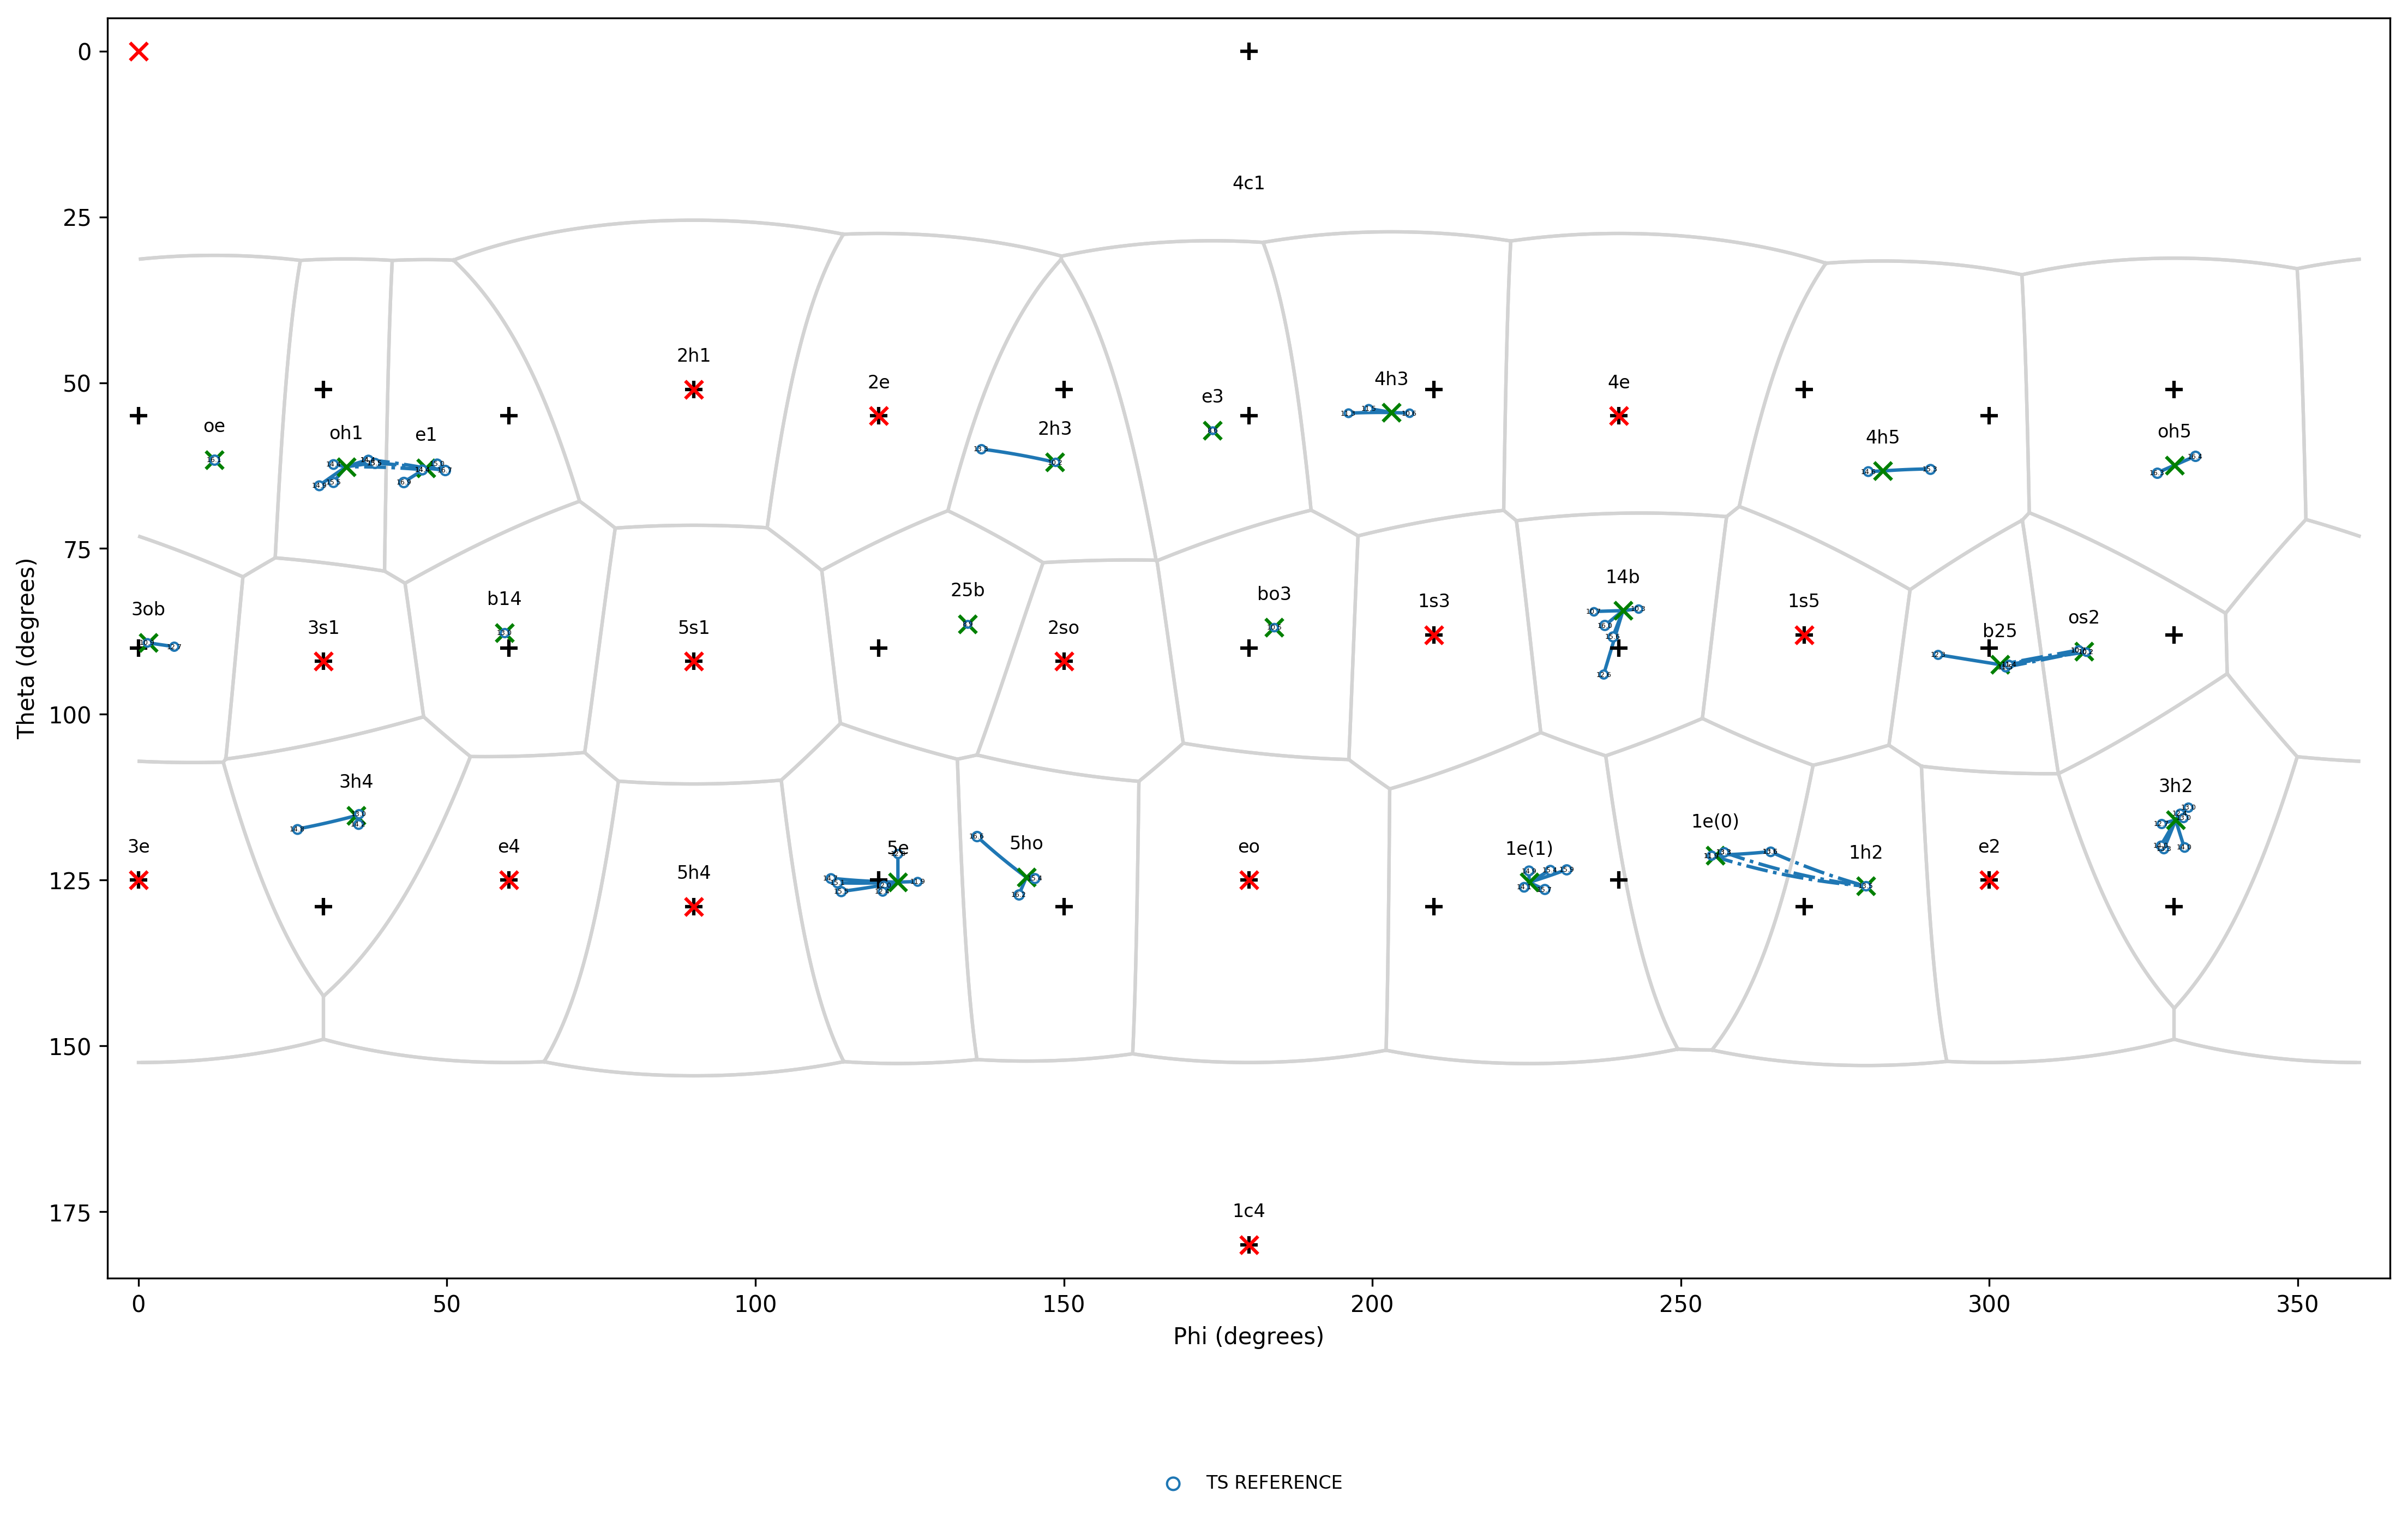 0
4c1
25
2h1
50
2e
4e
e3
4h3
oe
oh1
e1
2h3
4h5
oh5
75
3ob
3s1
b14
5s1
25b
2so
bo3
1s3
14b
1s5
b25
os2
Theta (degrees)
100
3h4
3h2
3e
e4
5h4
5e
5ho
eo
1e(1)
1e(0)
1h2
e2
125
150
1c4
175
0
50
100
150
200
250
300
350
Phi (degrees)
TS REFERENCE